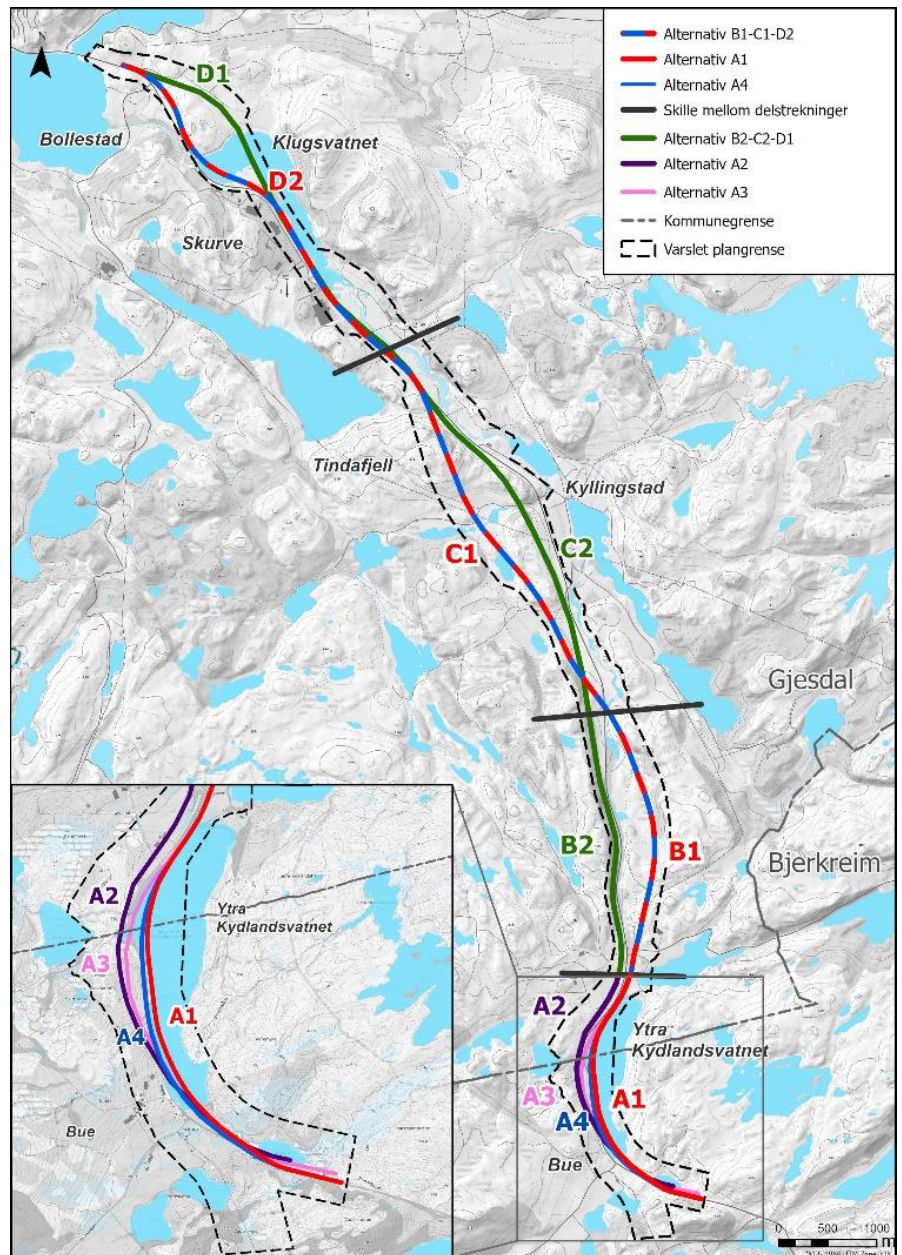 N
Alternativ B1-C1-D2
Alternativ A1
Alternativ A4
Skille mellom delstrekninger
Alternativ B2-C2-D1
Alternativ A2
Alternativ A3
Kommunegrense
Varslet plangrense
D1
Bollestad
Klugsvatnet
D2
Skurve
Tindafjell
Kyllingstad
C1
C2
Gjesdal
B2
B1
Bjerkreim
A2
Ytra
Kydlandsvatnet
A3
A1
A4
Bue
A2
Ytra
Kydlandsvatnet
A3
A1
A4
Bue
0 500 1000
m